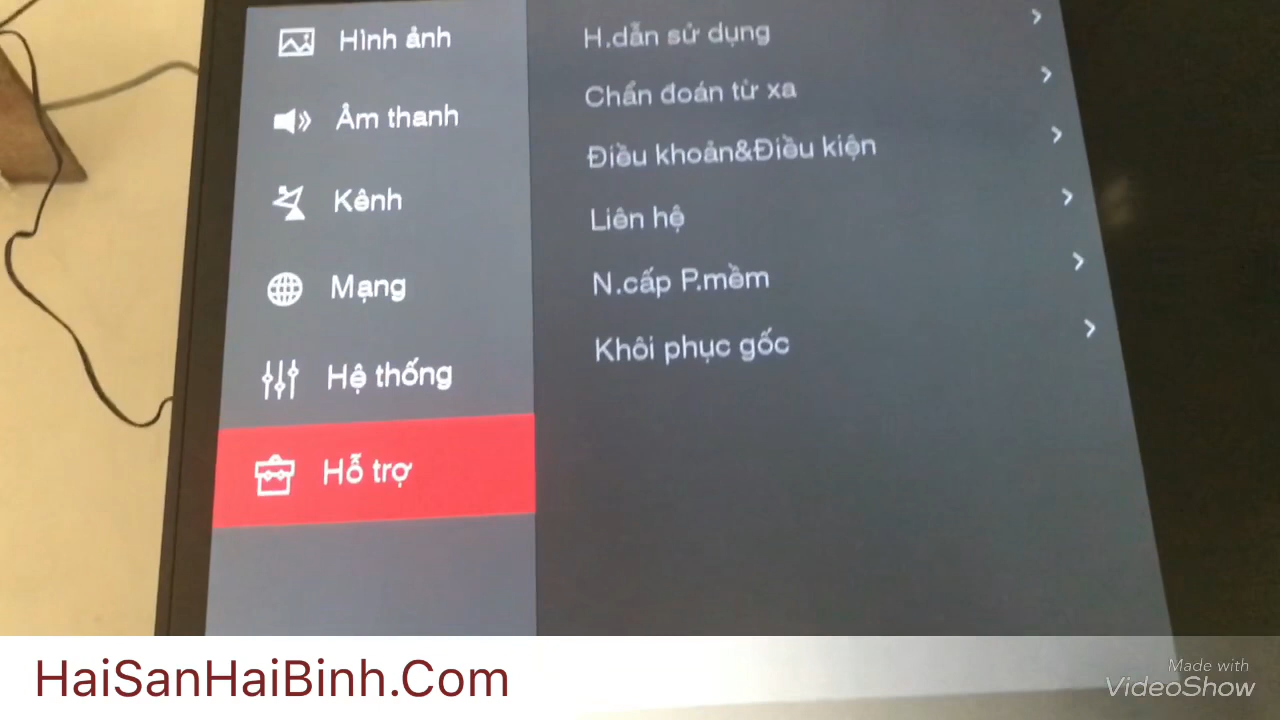 Hình ảnh
Âm thanh
Kênh
Mạng
Hệ thống
Hỗ trợ
H.dẫn sử dụng
Chẩn đoán từ xa
Điều khoản&Điều kiện
Liên hệ
N.cấp P.mềm
Khôi phục gốc
HaiSanHaiBinh.Com
Made with
VideoShow